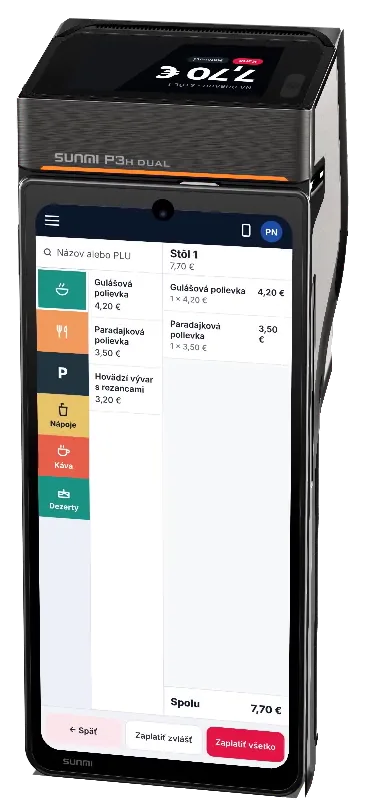 7,70 €
SUNMI P3H DUAL
PN
Názov alebo PLU
Stôl 1
7,70 €
Gulášová
polievka
4,20 €
Paradajková
polievka
3,50 €
Hovädzí vývar
s rezancami
3,20 €
P
Nápoje
Káva
Dezerty
Gulášová polievka 4,20 €
1 × 4,20 €
Paradajková 3,50
polievka €
1 × 3,50 €
Spolu 7,70 €
← Späť
Zaplatiť zvlášť
Zaplatiť všetko
SUNMI